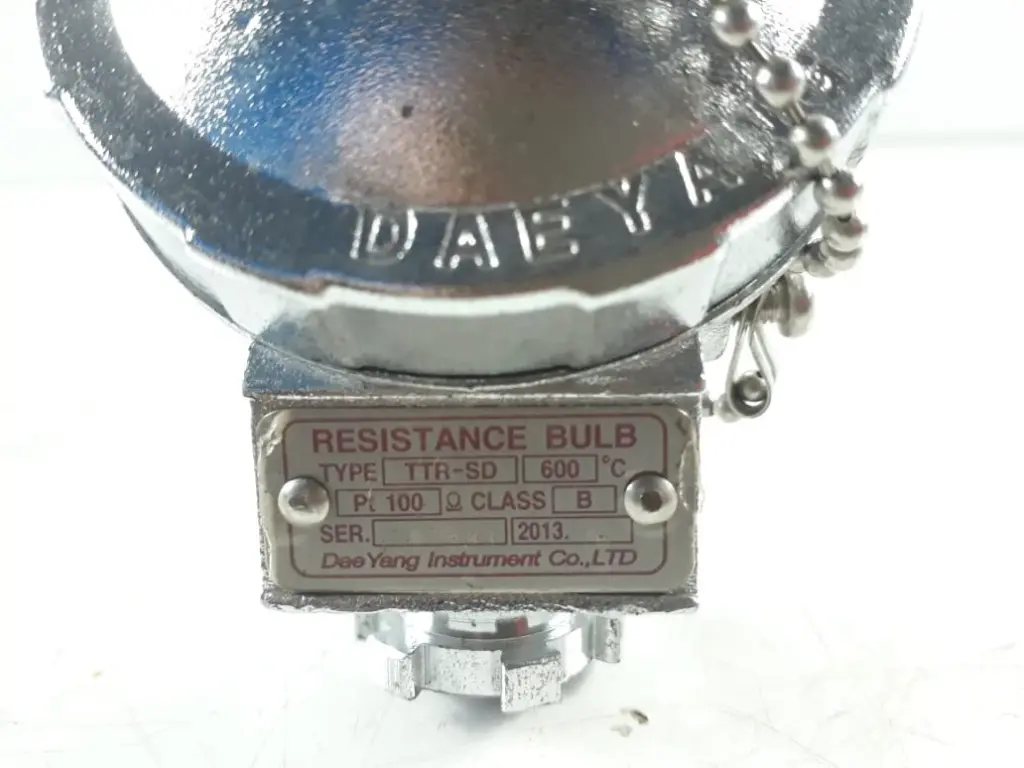 DAEYA
RESISTANCE BULB
TYPE TTR-SD 600 °C
Pt 100 Ω CLASS B
SER. 2013.
DaeYang Instrument Co.,LTD